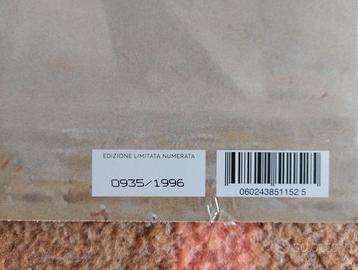 EDIZIONE LIMITATA NUMERATA
0935/1996
060243851152 5